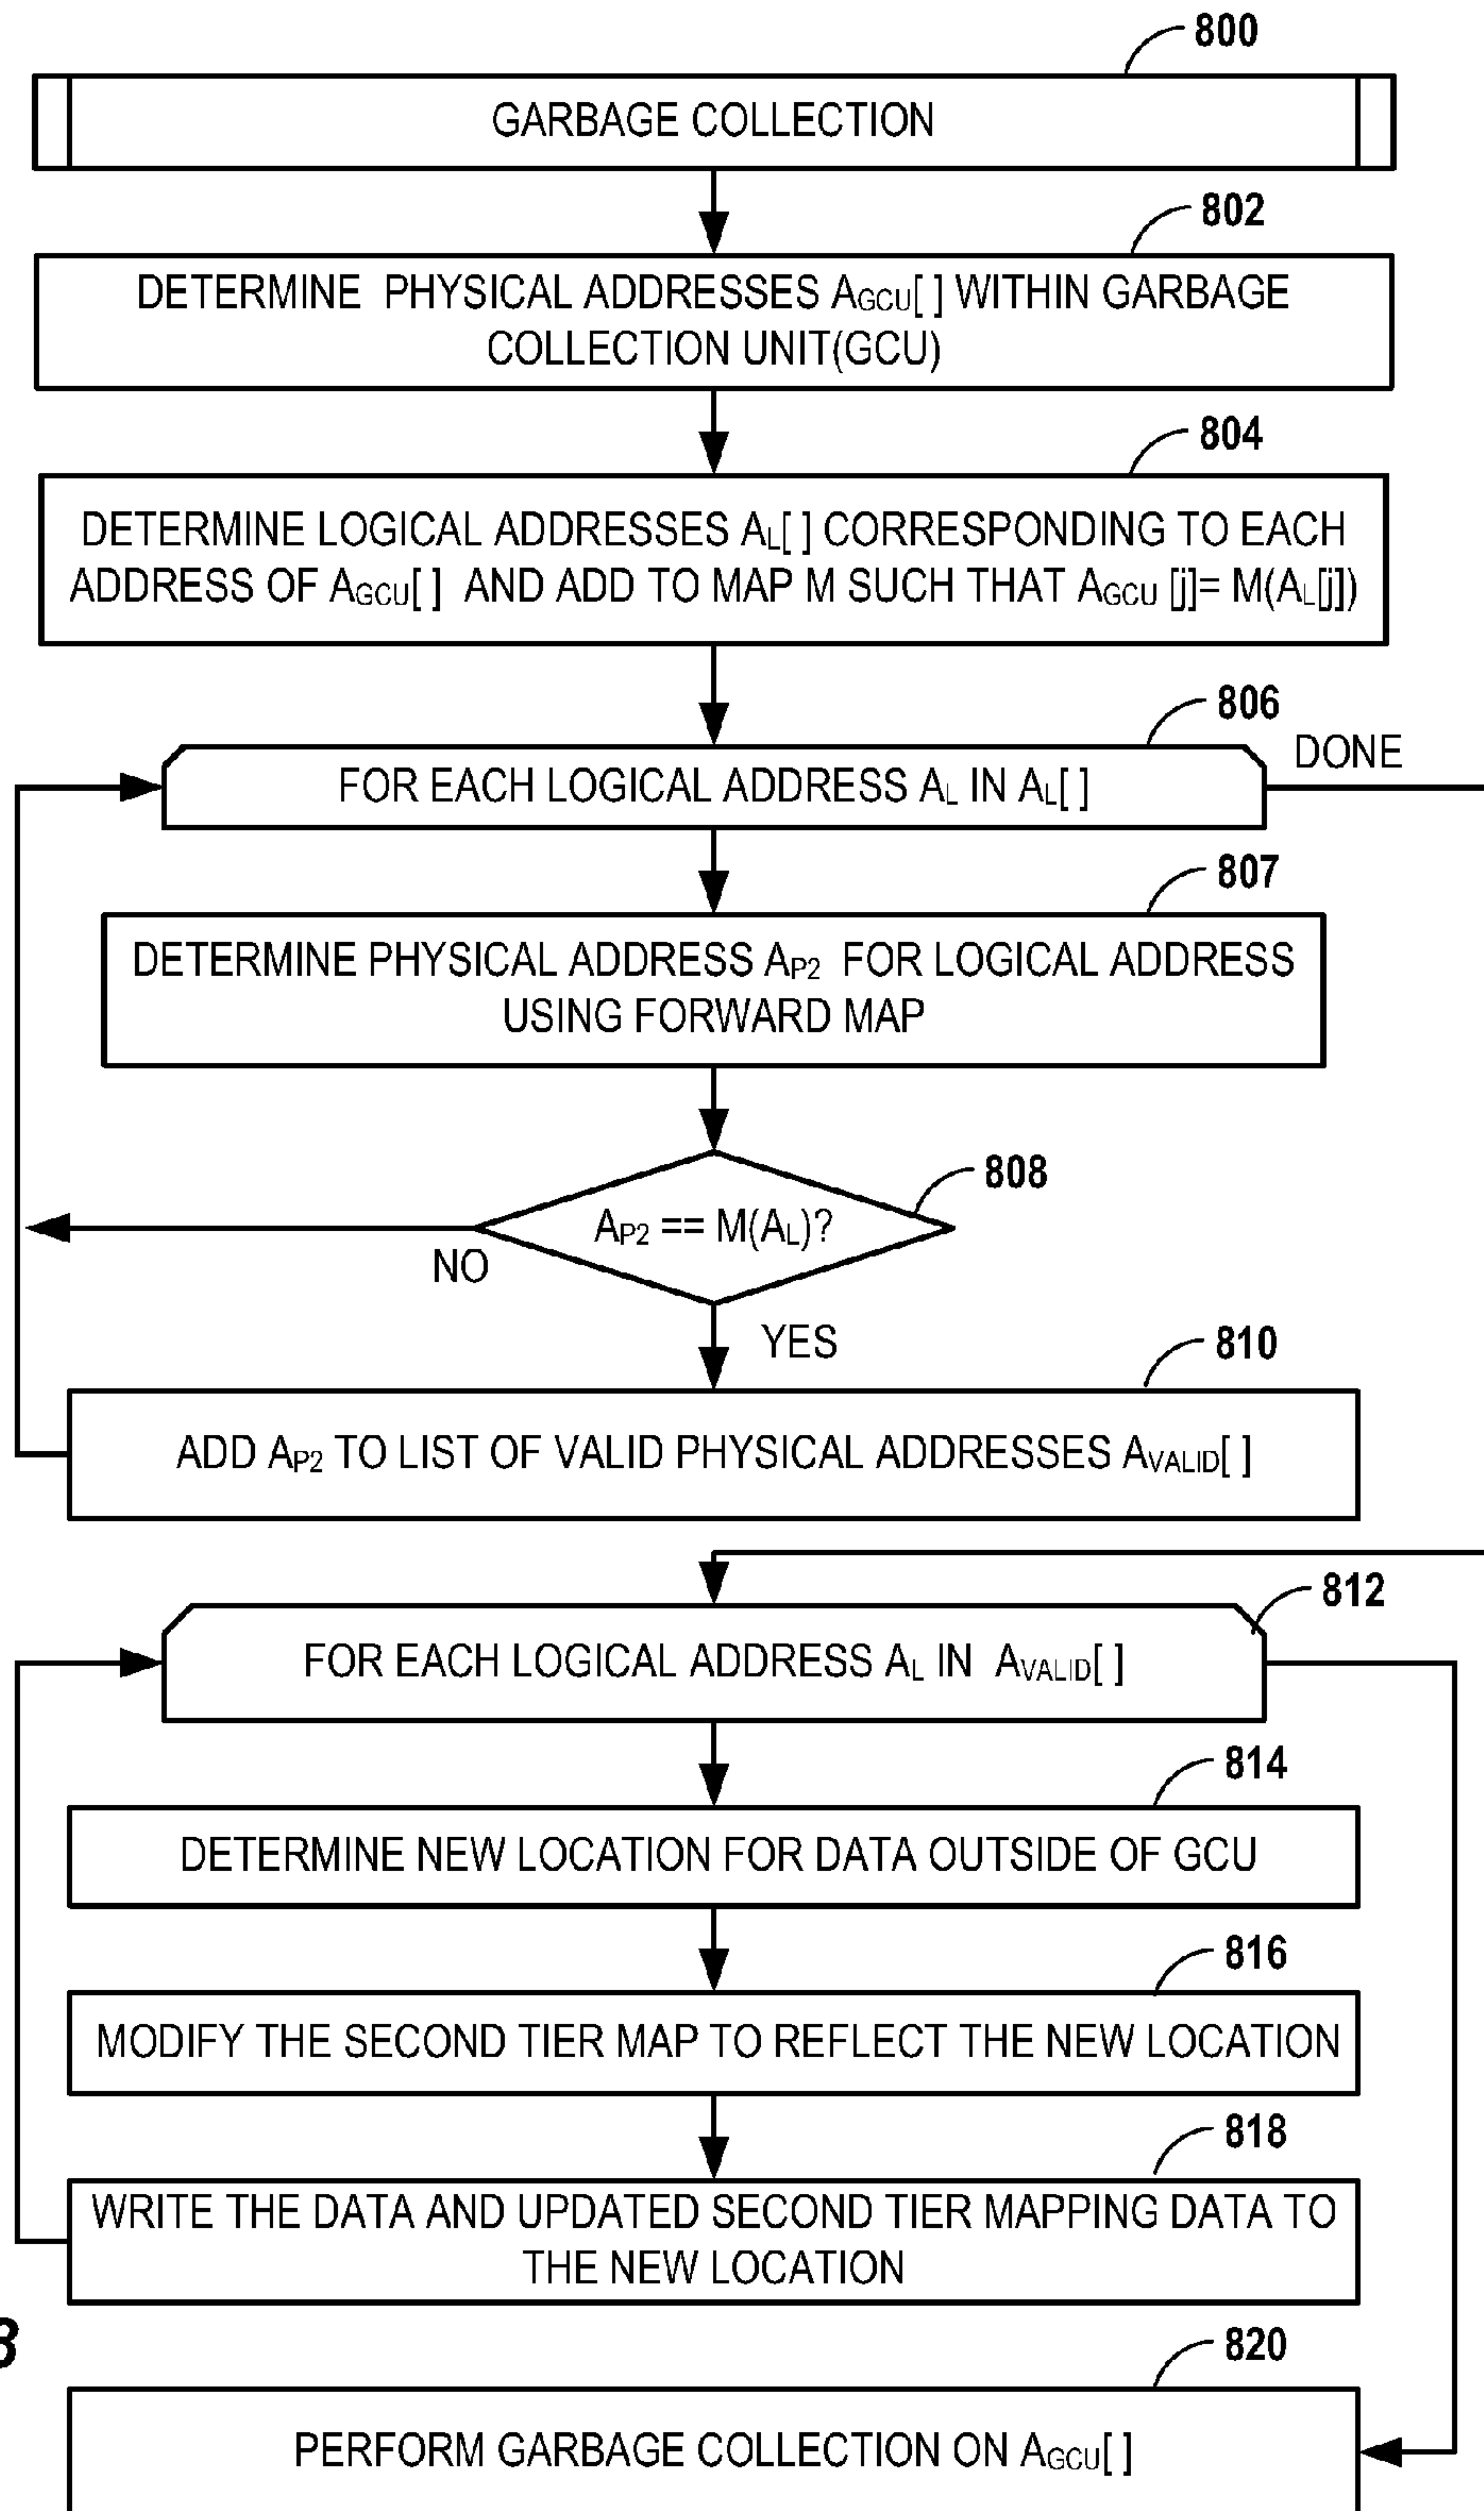 800
GARBAGE COLLECTION
802
DETERMINE PHYSICAL ADDRESSES AGCU[ ] WITHIN GARBAGE
COLLECTION UNIT(GCU)
804
DETERMINE LOGICAL ADDRESSES AL[ ] CORRESPONDING TO EACH
ADDRESS OF AGCU[ ] AND ADD TO MAP M SUCH THAT AGCU [j]= M(AL[j])
806
DONE
FOR EACH LOGICAL ADDRESS AL IN AL[ ]
807
DETERMINE PHYSICAL ADDRESS AP2 FOR LOGICAL ADDRESS
USING FORWARD MAP
808
AP2 == M(AL)?
NO
YES
810
ADD AP2 TO LIST OF VALID PHYSICAL ADDRESSES AVALID[ ]
812
FOR EACH LOGICAL ADDRESS AL IN AVALID[ ]
814
DETERMINE NEW LOCATION FOR DATA OUTSIDE OF GCU
816
MODIFY THE SECOND TIER MAP TO REFLECT THE NEW LOCATION
818
WRITE THE DATA AND UPDATED SECOND TIER MAPPING DATA TO
THE NEW LOCATION
820
PERFORM GARBAGE COLLECTION ON AGCU[ ]